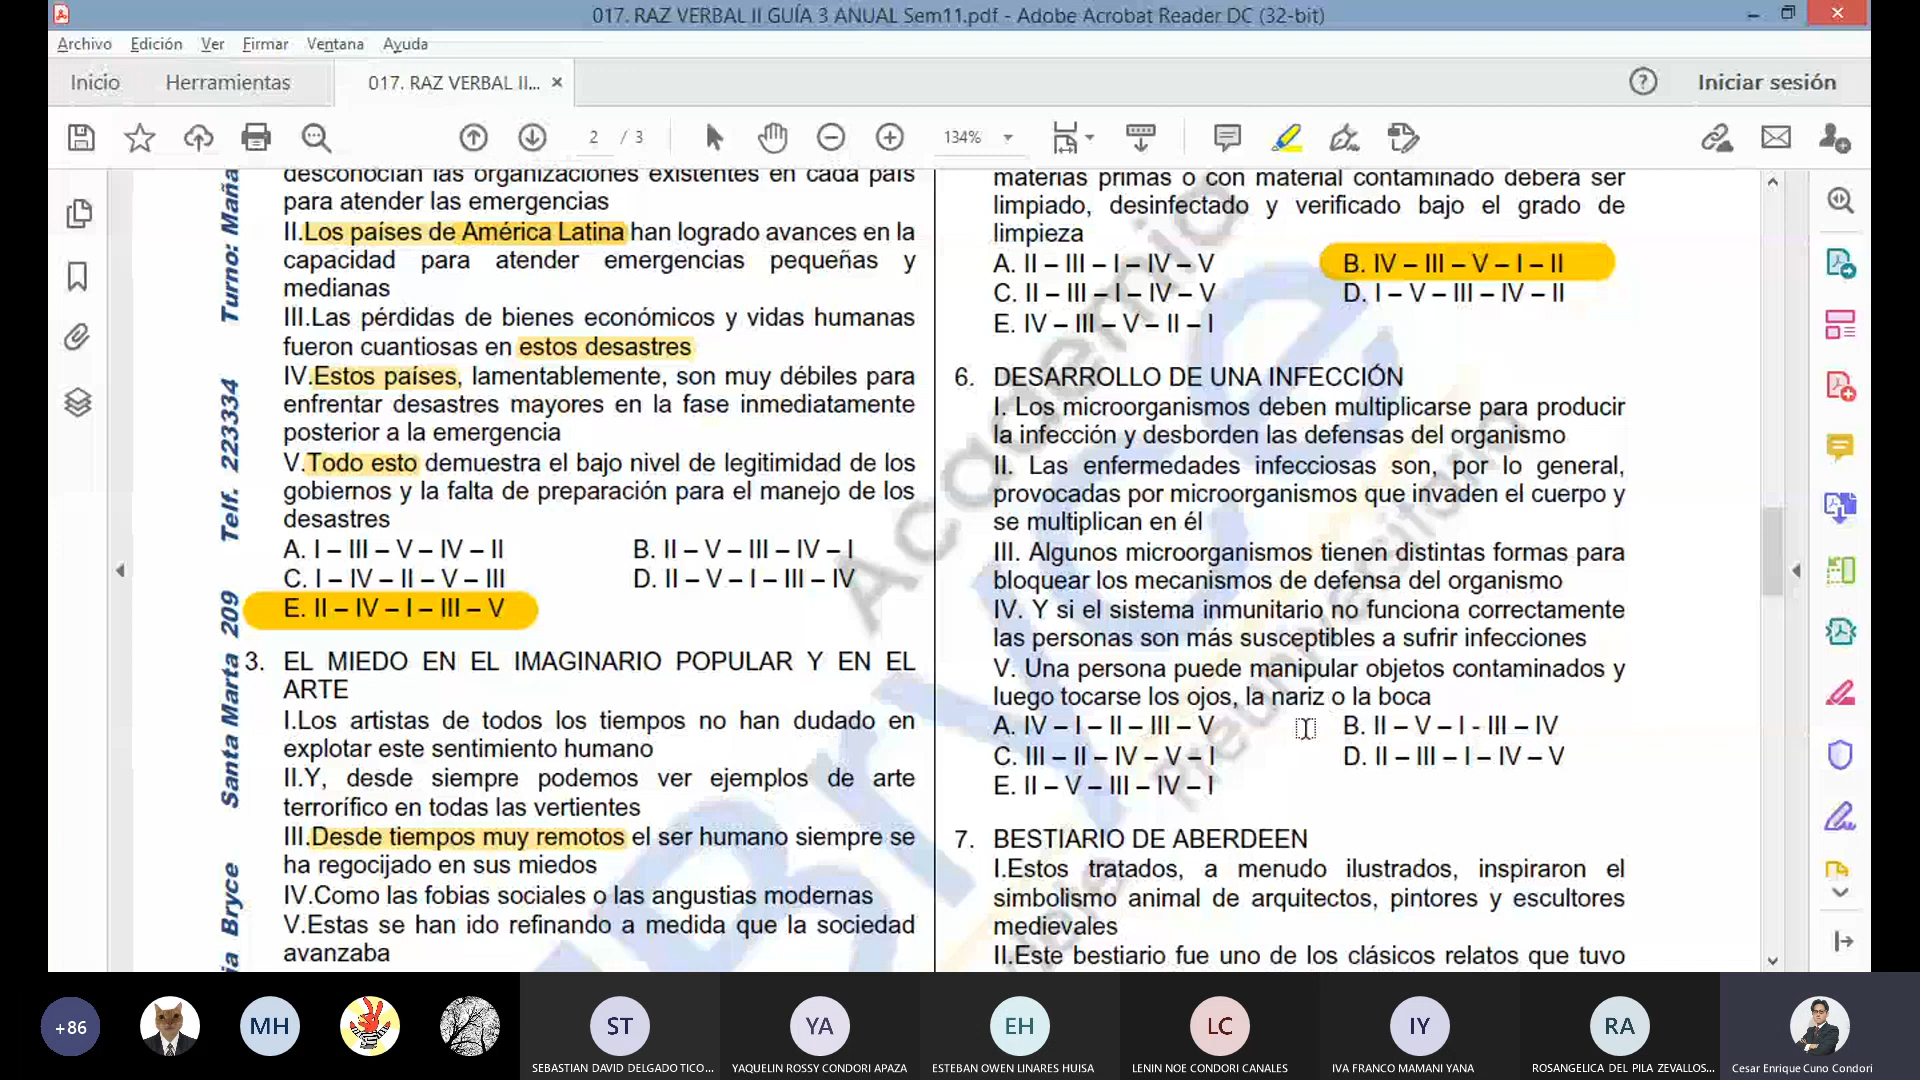 017. RAZ VERBAL II GUÍA 3 ANUAL Sem11.pdf - Adobe Acrobat Reader DC (32-bit)
Archivo Edición Ver Firmar Ventana Ayuda
Inicio Herramientas 017. RAZ VERBAL II... × Iniciar sesión
2 / 3 134%
Turno: Maña
Telf. 223334
Santa Marta 209
ia Bryce
desconocían las organizaciones existentes en cada país
para atender las emergencias
II.Los países de América Latina han logrado avances en la
capacidad para atender emergencias pequeñas y
medianas
III.Las pérdidas de bienes económicos y vidas humanas
fueron cuantiosas en estos desastres
IV.Estos países, lamentablemente, son muy débiles para
enfrentar desastres mayores en la fase inmediatamente
posterior a la emergencia
V.Todo esto demuestra el bajo nivel de legitimidad de los
gobiernos y la falta de preparación para el manejo de los
desastres
A. I – III – V – IV – II B. II – V – III – IV – I
C. I – IV – II – V – III D. II – V – I – III – IV
E. II – IV – I – III – V
3. EL MIEDO EN EL IMAGINARIO POPULAR Y EN EL
ARTE
I.Los artistas de todos los tiempos no han dudado en
explotar este sentimiento humano
II.Y, desde siempre podemos ver ejemplos de arte
terrorífico en todas las vertientes
III.Desde tiempos muy remotos el ser humano siempre se
ha regocijado en sus miedos
IV.Como las fobias sociales o las angustias modernas
V.Estas se han ido refinando a medida que la sociedad
avanzaba
materias primas o con material contaminado deberá ser
limpiado, desinfectado y verificado bajo el grado de
limpieza
A. II – III – I – IV – V B. IV – III – V – I – II
C. II – III – I – IV – V D. I – V – III – IV – II
E. IV – III – V – II – I
6. DESARROLLO DE UNA INFECCIÓN
I. Los microorganismos deben multiplicarse para producir
la infección y desborden las defensas del organismo
II. Las enfermedades infecciosas son, por lo general,
provocadas por microorganismos que invaden el cuerpo y
se multiplican en él
III. Algunos microorganismos tienen distintas formas para
bloquear los mecanismos de defensa del organismo
IV. Y si el sistema inmunitario no funciona correctamente
las personas son más susceptibles a sufrir infecciones
V. Una persona puede manipular objetos contaminados y
luego tocarse los ojos, la nariz o la boca
A. IV – I – II – III – V B. II – V – I - III – IV
C. III – II – IV – V – I D. II – III – I – IV – V
E. II – V – III – IV – I
7. BESTIARIO DE ABERDEEN
I.Estos tratados, a menudo ilustrados, inspiraron el
simbolismo animal de arquitectos, pintores y escultores
medievales
II.Este bestiario fue uno de los clásicos relatos que tuvo
Academia
Bryce
Preuniversitario
+86 MH ST YA EH LC IY RA
SEBASTIAN DAVID DELGADO TICO... YAQUELIN ROSSY CONDORI APAZA ESTEBAN OWEN LINARES HUISA LENIN NOE CONDORI CANALES IVA FRANCO MAMANI YANA ROSANGELICA DEL PILA ZEVALLOS... Cesar Enrique Cuno Condori